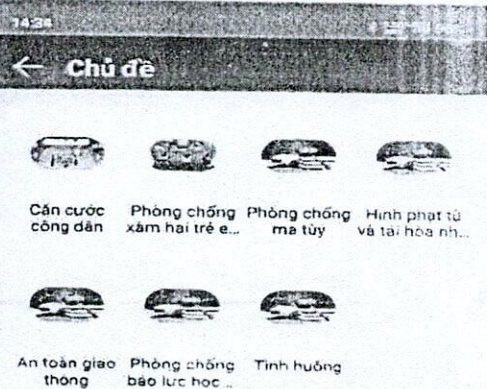 14:34
← Chủ đề
Căn cước
công dân
Phòng chống
xâm hại trẻ e...
Phòng chống
ma túy
Hình phạt tù
và tái hòa nh...
An toàn giao
thông
Phòng chống
bạo lực học ...
Tình huống